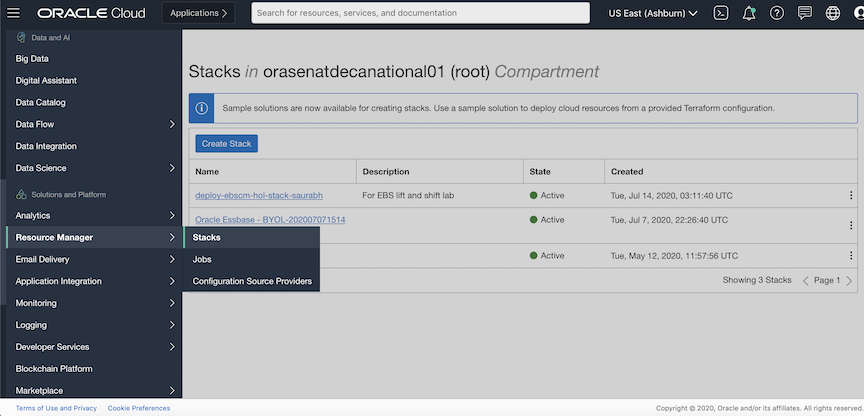 ORACLE Cloud
Applications >
Search for resources, services, and documentation
US East (Ashburn)
Data and AI
Big Data
Digital Assistant
Data Catalog
Data Flow
Data Integration
Data Science
Solutions and Platform
Analytics
Resource Manager
Email Delivery
Application Integration
Monitoring
Logging
Developer Services
Blockchain Platform
Marketplace
Stacks
Jobs
Configuration Source Providers
Stacks in orasenatdecanational01 (root) Compartment
Sample solutions are now available for creating stacks. Use a sample solution to deploy cloud resources from a provided Terraform configuration.
Create Stack
Name Description State Created
deploy-ebscm-hol-stack-saurabh For EBS lift and shift lab Active Tue, Jul 14, 2020, 03:11:40 UTC
Oracle Essbase - BYOL-202007071514 Active Tue, Jul 7, 2020, 22:26:40 UTC
Active Tue, May 12, 2020, 11:57:56 UTC
Showing 3 Stacks < Page 1 >
Terms of Use and Privacy Cookie Preferences
Copyright © 2020, Oracle and/or its affiliates. All rights reserved.